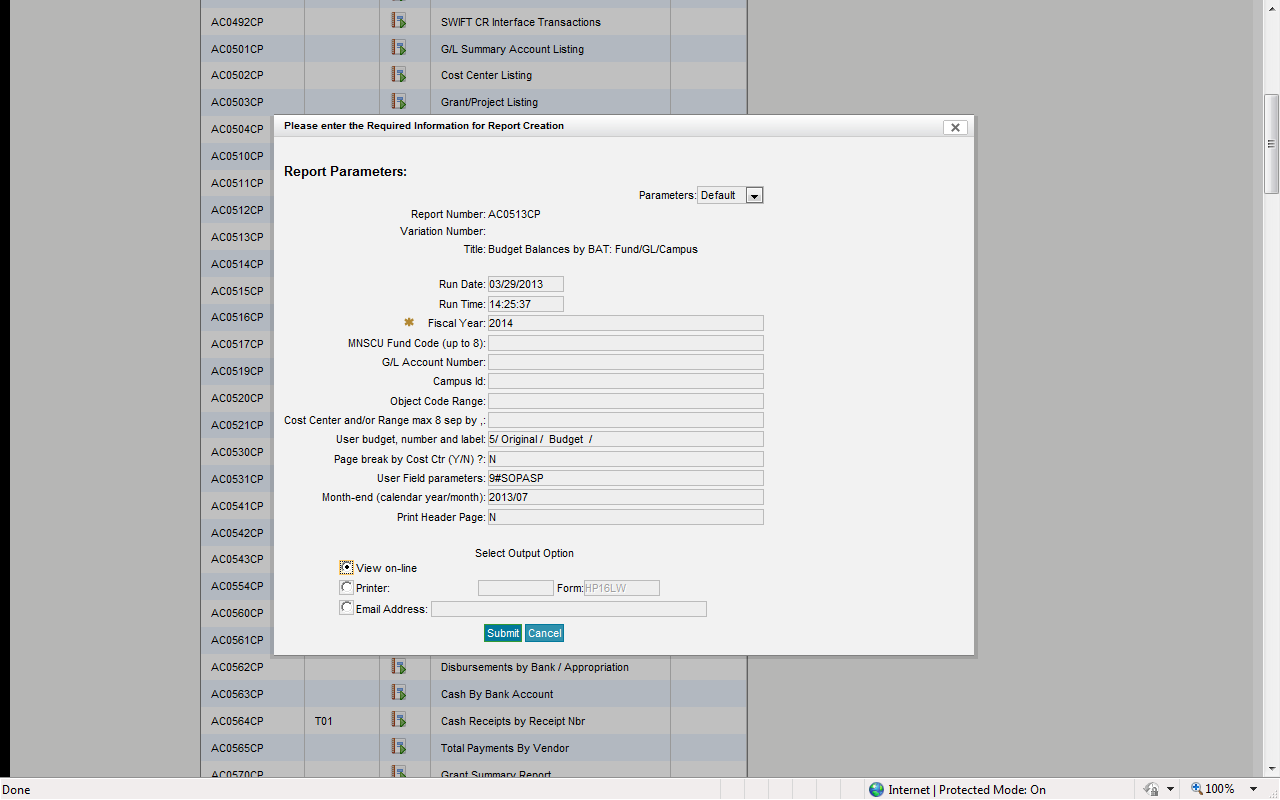 AC0492CP SWIFT CR Interface Transactions
AC0501CP G/L Summary Account Listing
AC0502CP Cost Center Listing
AC0503CP Grant/Project Listing
AC0504CP
AC0510CP
AC0511CP
AC0512CP
AC0513CP
AC0514CP
AC0515CP
AC0516CP
AC0517CP
AC0519CP
AC0520CP
AC0521CP
AC0530CP
AC0531CP
AC0541CP
AC0542CP
AC0543CP
AC0554CP
AC0560CP
AC0561CP
Please enter the Required Information for Report Creation
Report Parameters:
Parameters: Default
Report Number: AC0513CP
Variation Number:
Title: Budget Balances by BAT: Fund/GL/Campus
Run Date: 03/29/2013
Run Time: 14:25:37
Fiscal Year: 2014
MNSCU Fund Code (up to 8):
G/L Account Number:
Campus Id:
Object Code Range:
Cost Center and/or Range max 8 sep by ,:
User budget, number and label: 5/ Original / Budget /
Page break by Cost Ctr (Y/N) ?: N
User Field parameters: 9#SOPASP
Month-end (calendar year/month): 2013/07
Print Header Page: N
Select Output Option
View on-line
Printer: Form: HP16LW
Email Address:
Submit Cancel
AC0562CP Disbursements by Bank / Appropriation
AC0563CP Cash By Bank Account
AC0564CP T01 Cash Receipts by Receipt Nbr
AC0565CP Total Payments By Vendor
AC0570CP Grant Summary Report
Done Internet | Protected Mode: On 100%